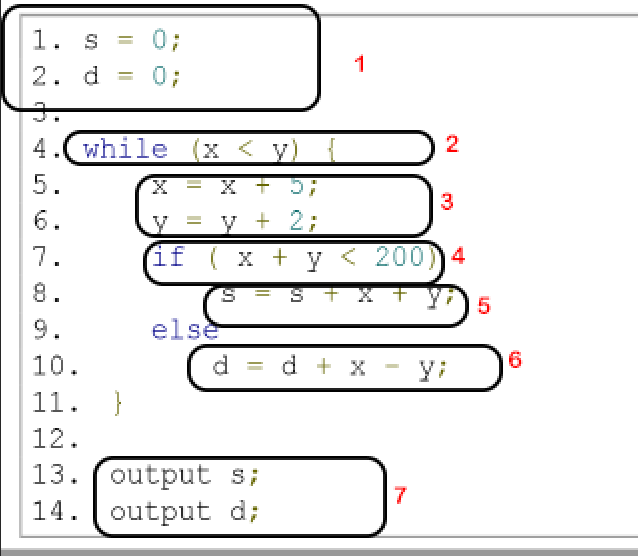 1. s = 0;
2. d = 0; 1
3.
4. while (x < y) { 2
5. x = x + 5;
6. y = y + 2; 3
7. if ( x + y < 200) 4
8. s = s + x + y; 5
9. else
10. d = d + x - y; 6
11. }
12.
13. output s;
14. output d; 7